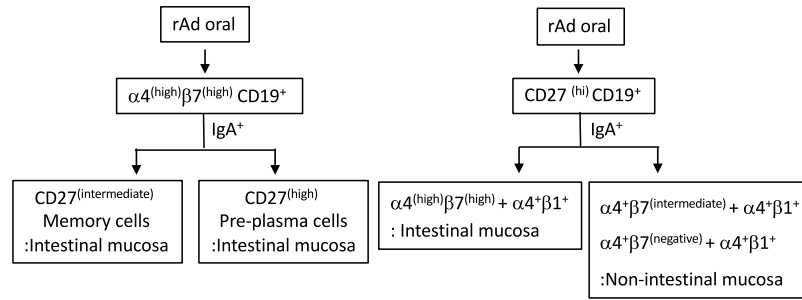 rAd oral
α4(high)β7(high) CD19+
IgA+
CD27(intermediate)
Memory cells
:Intestinal mucosa
CD27(high)
Pre-plasma cells
:Intestinal mucosa
rAd oral
CD27 (hi) CD19+
IgA+
α4(high)β7(high) + α4+β1+
: Intestinal mucosa
α4+β7(intermediate) + α4+β1+
α4+β7(negative) + α4+β1+
:Non-intestinal mucosa